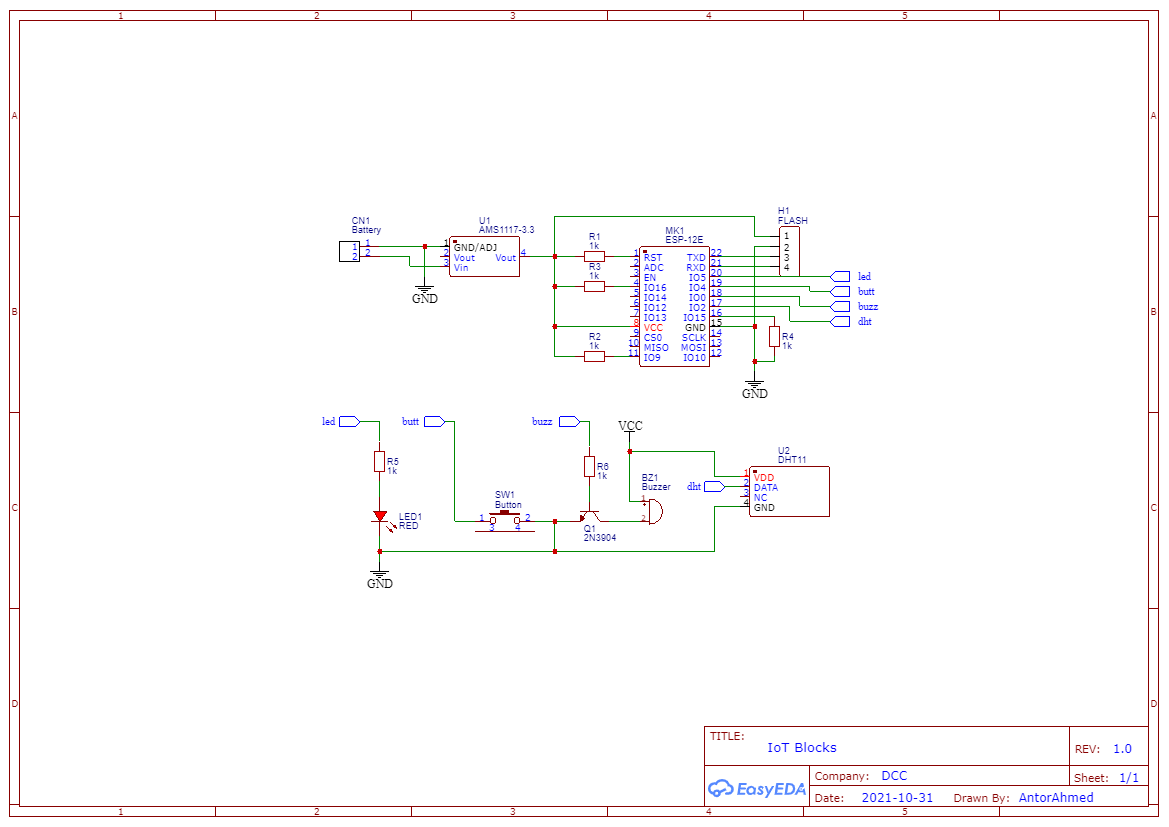 1 2 3 4 5
A A
B B
C C
D D
CN1
Battery
1
2
1
2
GND
U1
AMS1117-3.3
1 GND/ADJ
2 Vout Vout 4
3 Vin
R1
1k
R3
1k
R2
1k
MK1
ESP-12E
1 RST TXD 22
2 ADC RXD 21
3 EN IO5 20
4 IO16 IO4 19
5 IO14 IO0 18
6 IO12 IO2 17
7 IO13 IO15 16
8 VCC GND 15
9 CS0 SCLK 14
10 MISO MOSI 13
11 IO9 IO10 12
H1
FLASH
1
2
3
4
led
butt
buzz
dht
R4
1k
GND
led
R5
1k
LED1
RED
GND
butt
SW1
Button
1 2
3 4
buzz
R6
1k
Q1
2N3904
VCC
BZ1
Buzzer
1
2
dht
U2
DHT11
1 VDD
2 DATA
3 NC
4 GND
TITLE:
IoT Blocks
REV: 1.0
EasyEDA
Company: DCC
Sheet: 1/1
Date: 2021-10-31 Drawn By: AntorAhmed
1 2 3 4 5